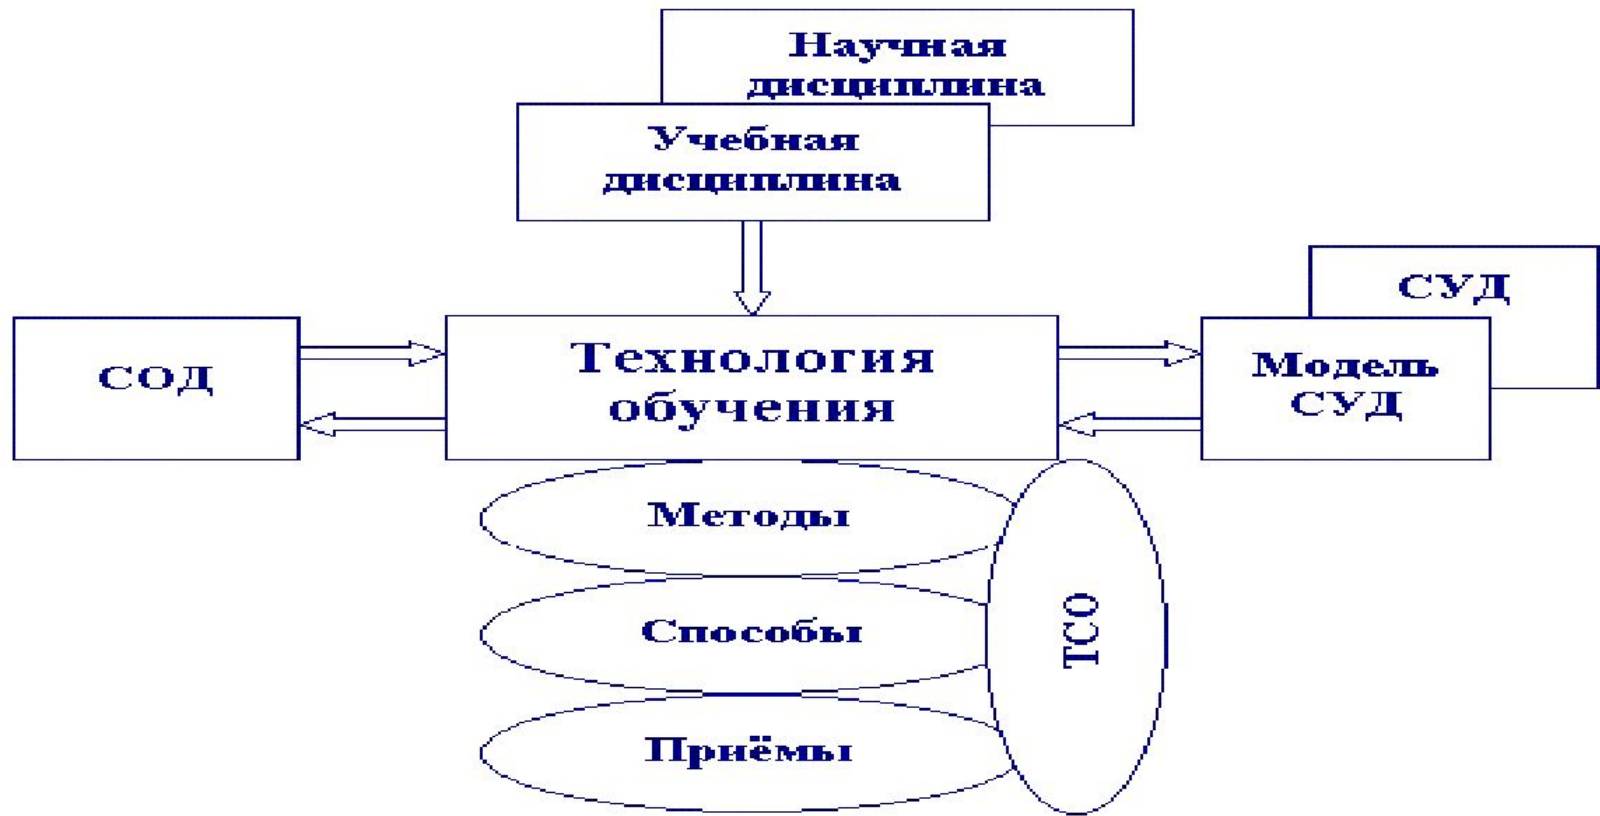 Научная
дисциплина
Учебная
дисциплина
СУД
СОД
Технология
обучения
Модель
СУД
Методы
Способы
Приёмы
ТСО